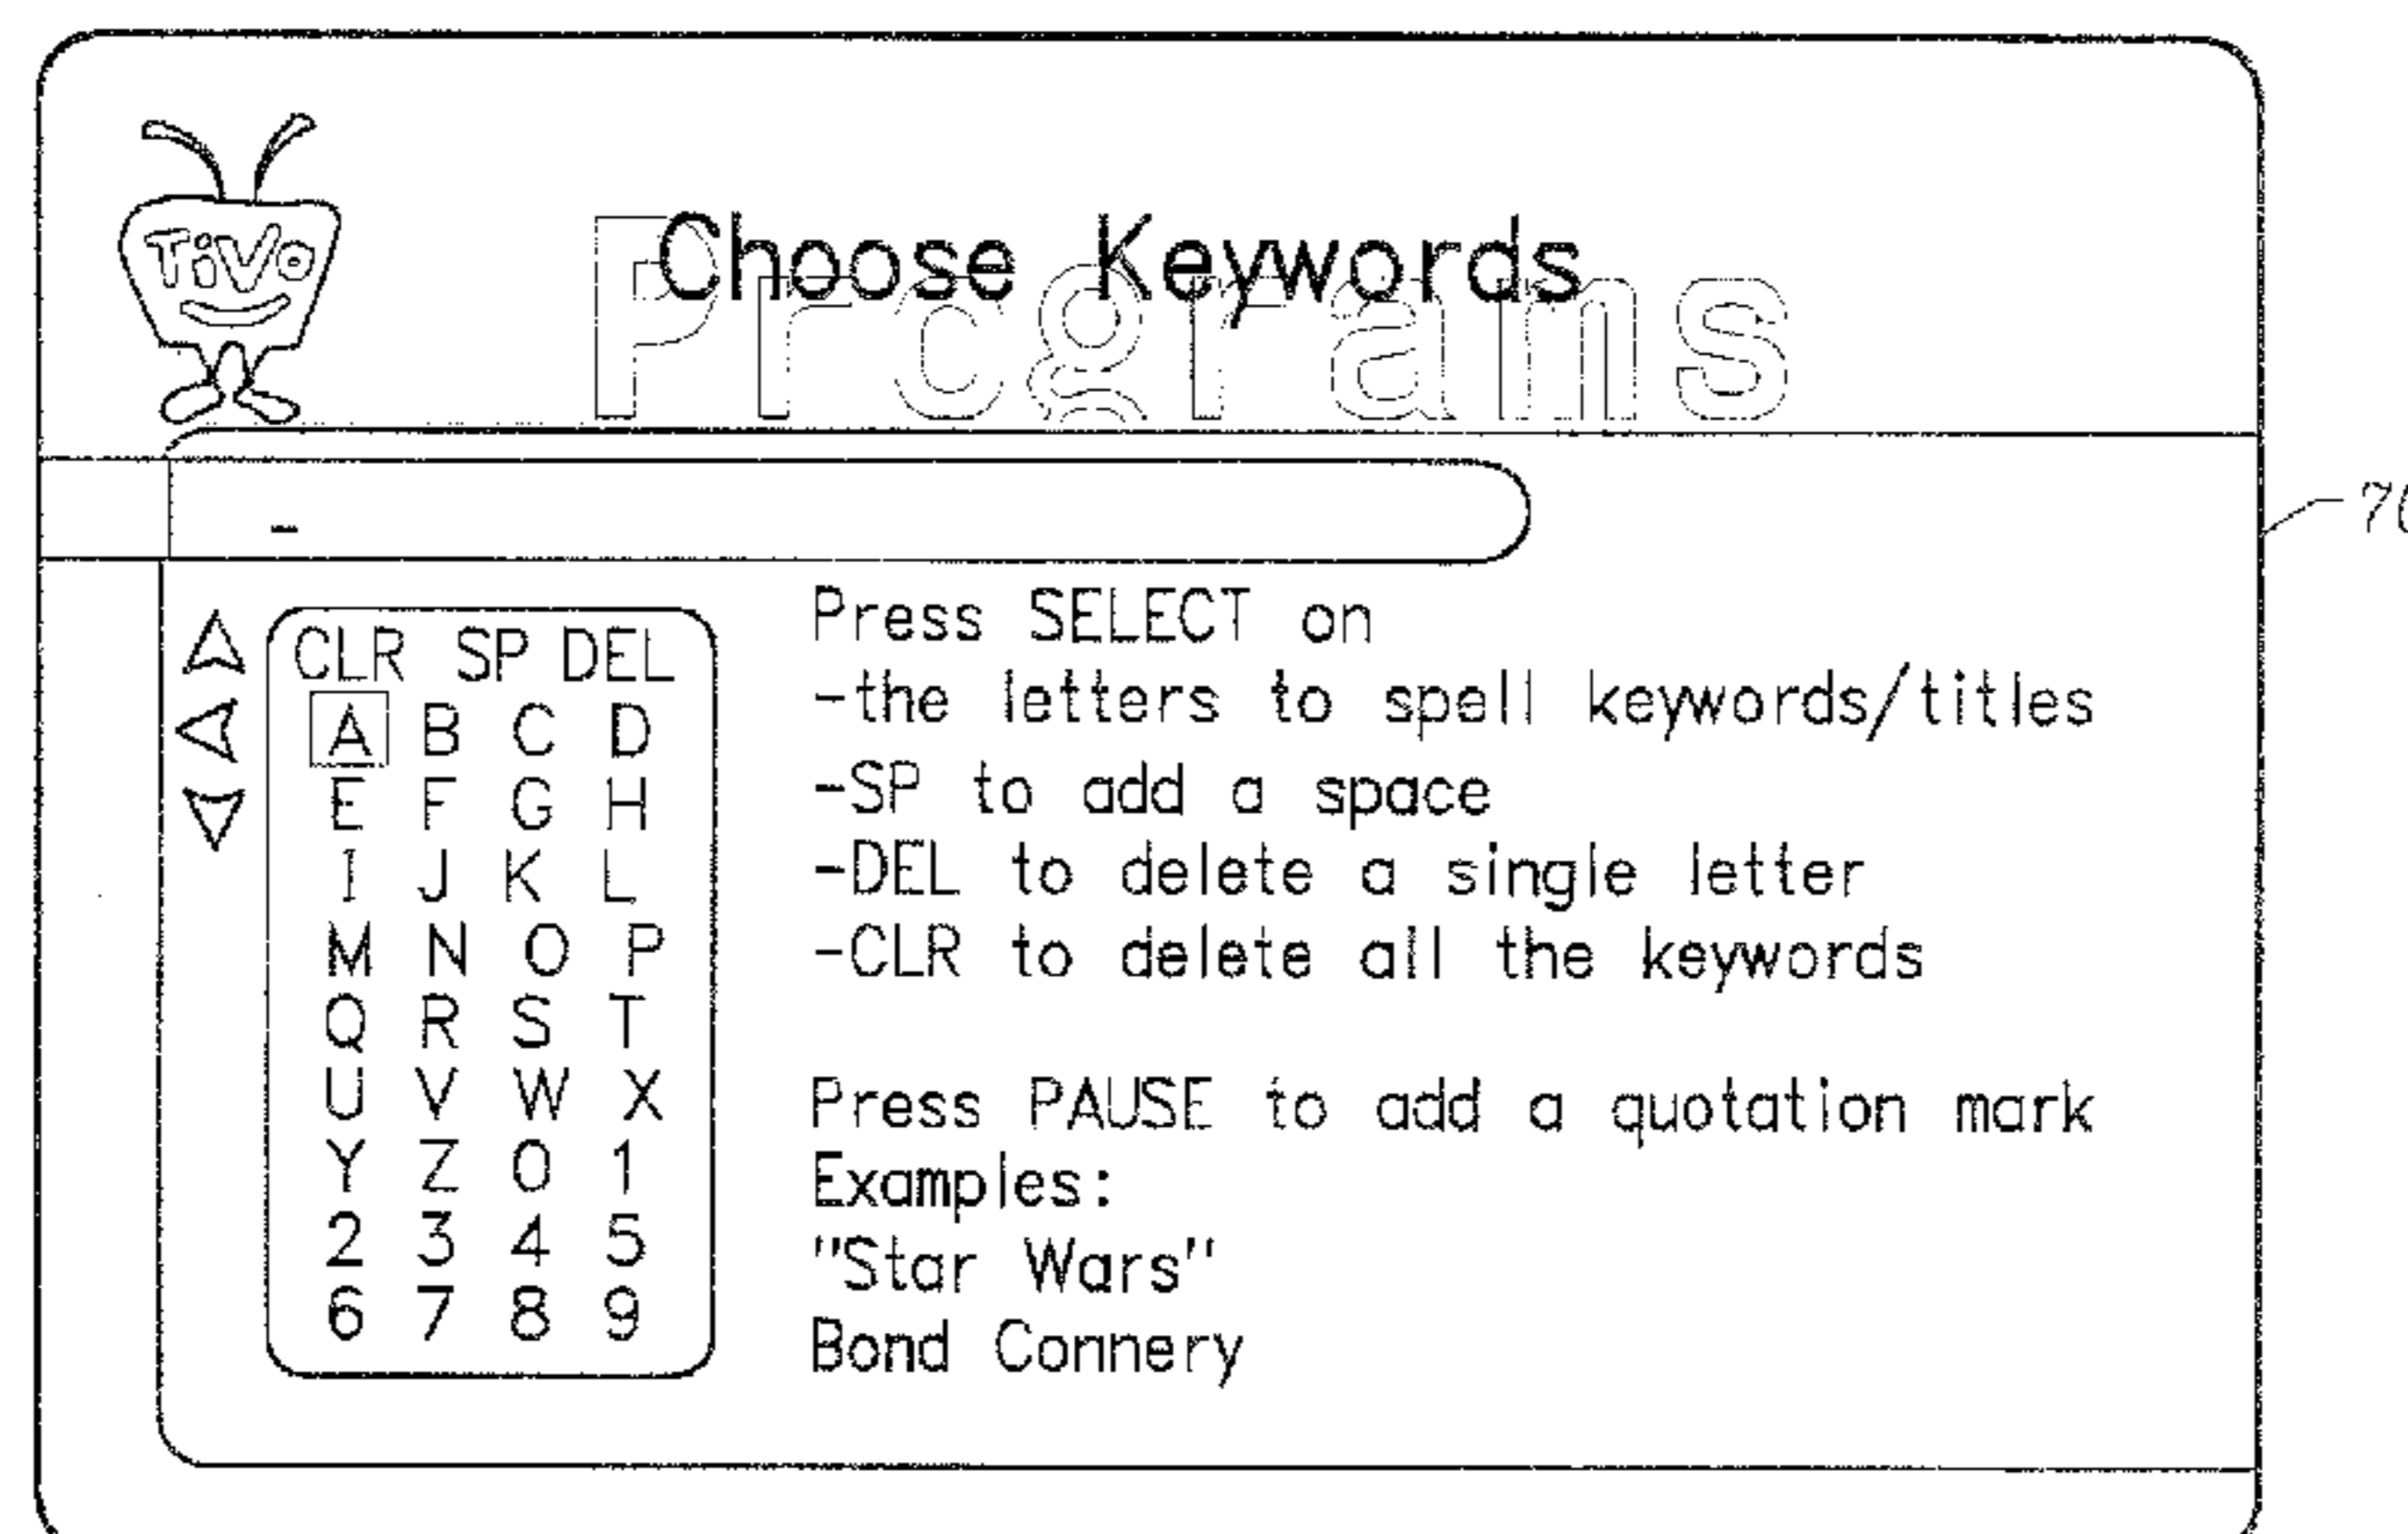 TiVo
Choose Keywords
Programs
-
CLR SP DEL
A B C D
E F G H
I J K L
M N O P
Q R S T
U V W X
Y Z 0 1
2 3 4 5
6 7 8 9
Press SELECT on
-the letters to spell keywords/titles
-SP to add a space
-DEL to delete a single letter
-CLR to delete all the keywords
Press PAUSE to add a quotation mark
Examples:
"Star Wars"
Bond Connery